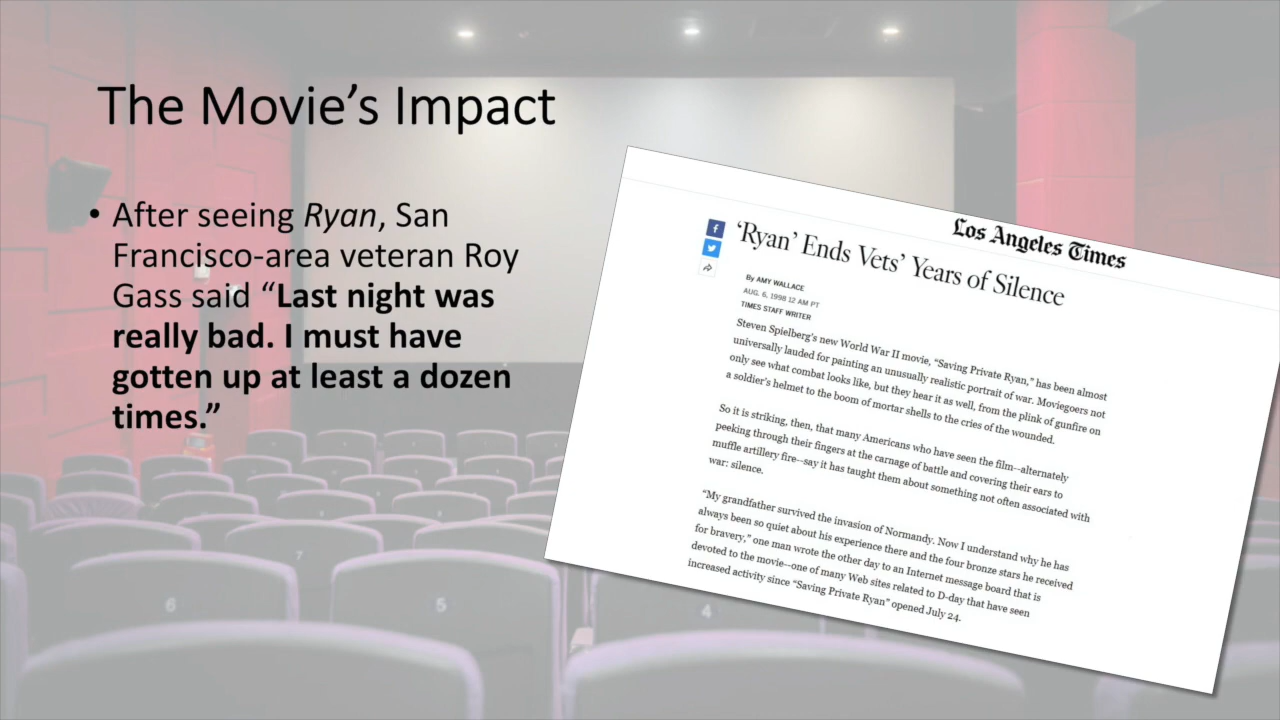 The Movie’s Impact
• After seeing Ryan, San
Francisco-area veteran Roy
Gass said “Last night was
really bad. I must have
gotten up at least a dozen
times.”
Los Angeles Times
‘Ryan’ Ends Vets’ Years of Silence
By AMY WALLACE
AUG. 6, 1998 12 AM PT
TIMES STAFF WRITER
Steven Spielberg’s new World War II movie, “Saving Private Ryan,” has been almost
universally lauded for painting an unusually realistic portrait of war. Moviegoers not
only see what combat looks like, but they hear it as well, from the plink of gunfire on
a soldier’s helmet to the boom of mortar shells to the cries of the wounded.
So it is striking, then, that many Americans who have seen the film--alternately
peeking through their fingers at the carnage of battle and covering their ears to
muffle artillery fire--say it has taught them about something not often associated with
war: silence.
“My grandfather survived the invasion of Normandy. Now I understand why he has
always been so quiet about his experience there and the four bronze stars he received
for bravery,” one man wrote the other day to an Internet message board that is
devoted to the movie--one of many Web sites related to D-day that have seen
increased activity since “Saving Private Ryan” opened July 24.
7
6
5
4